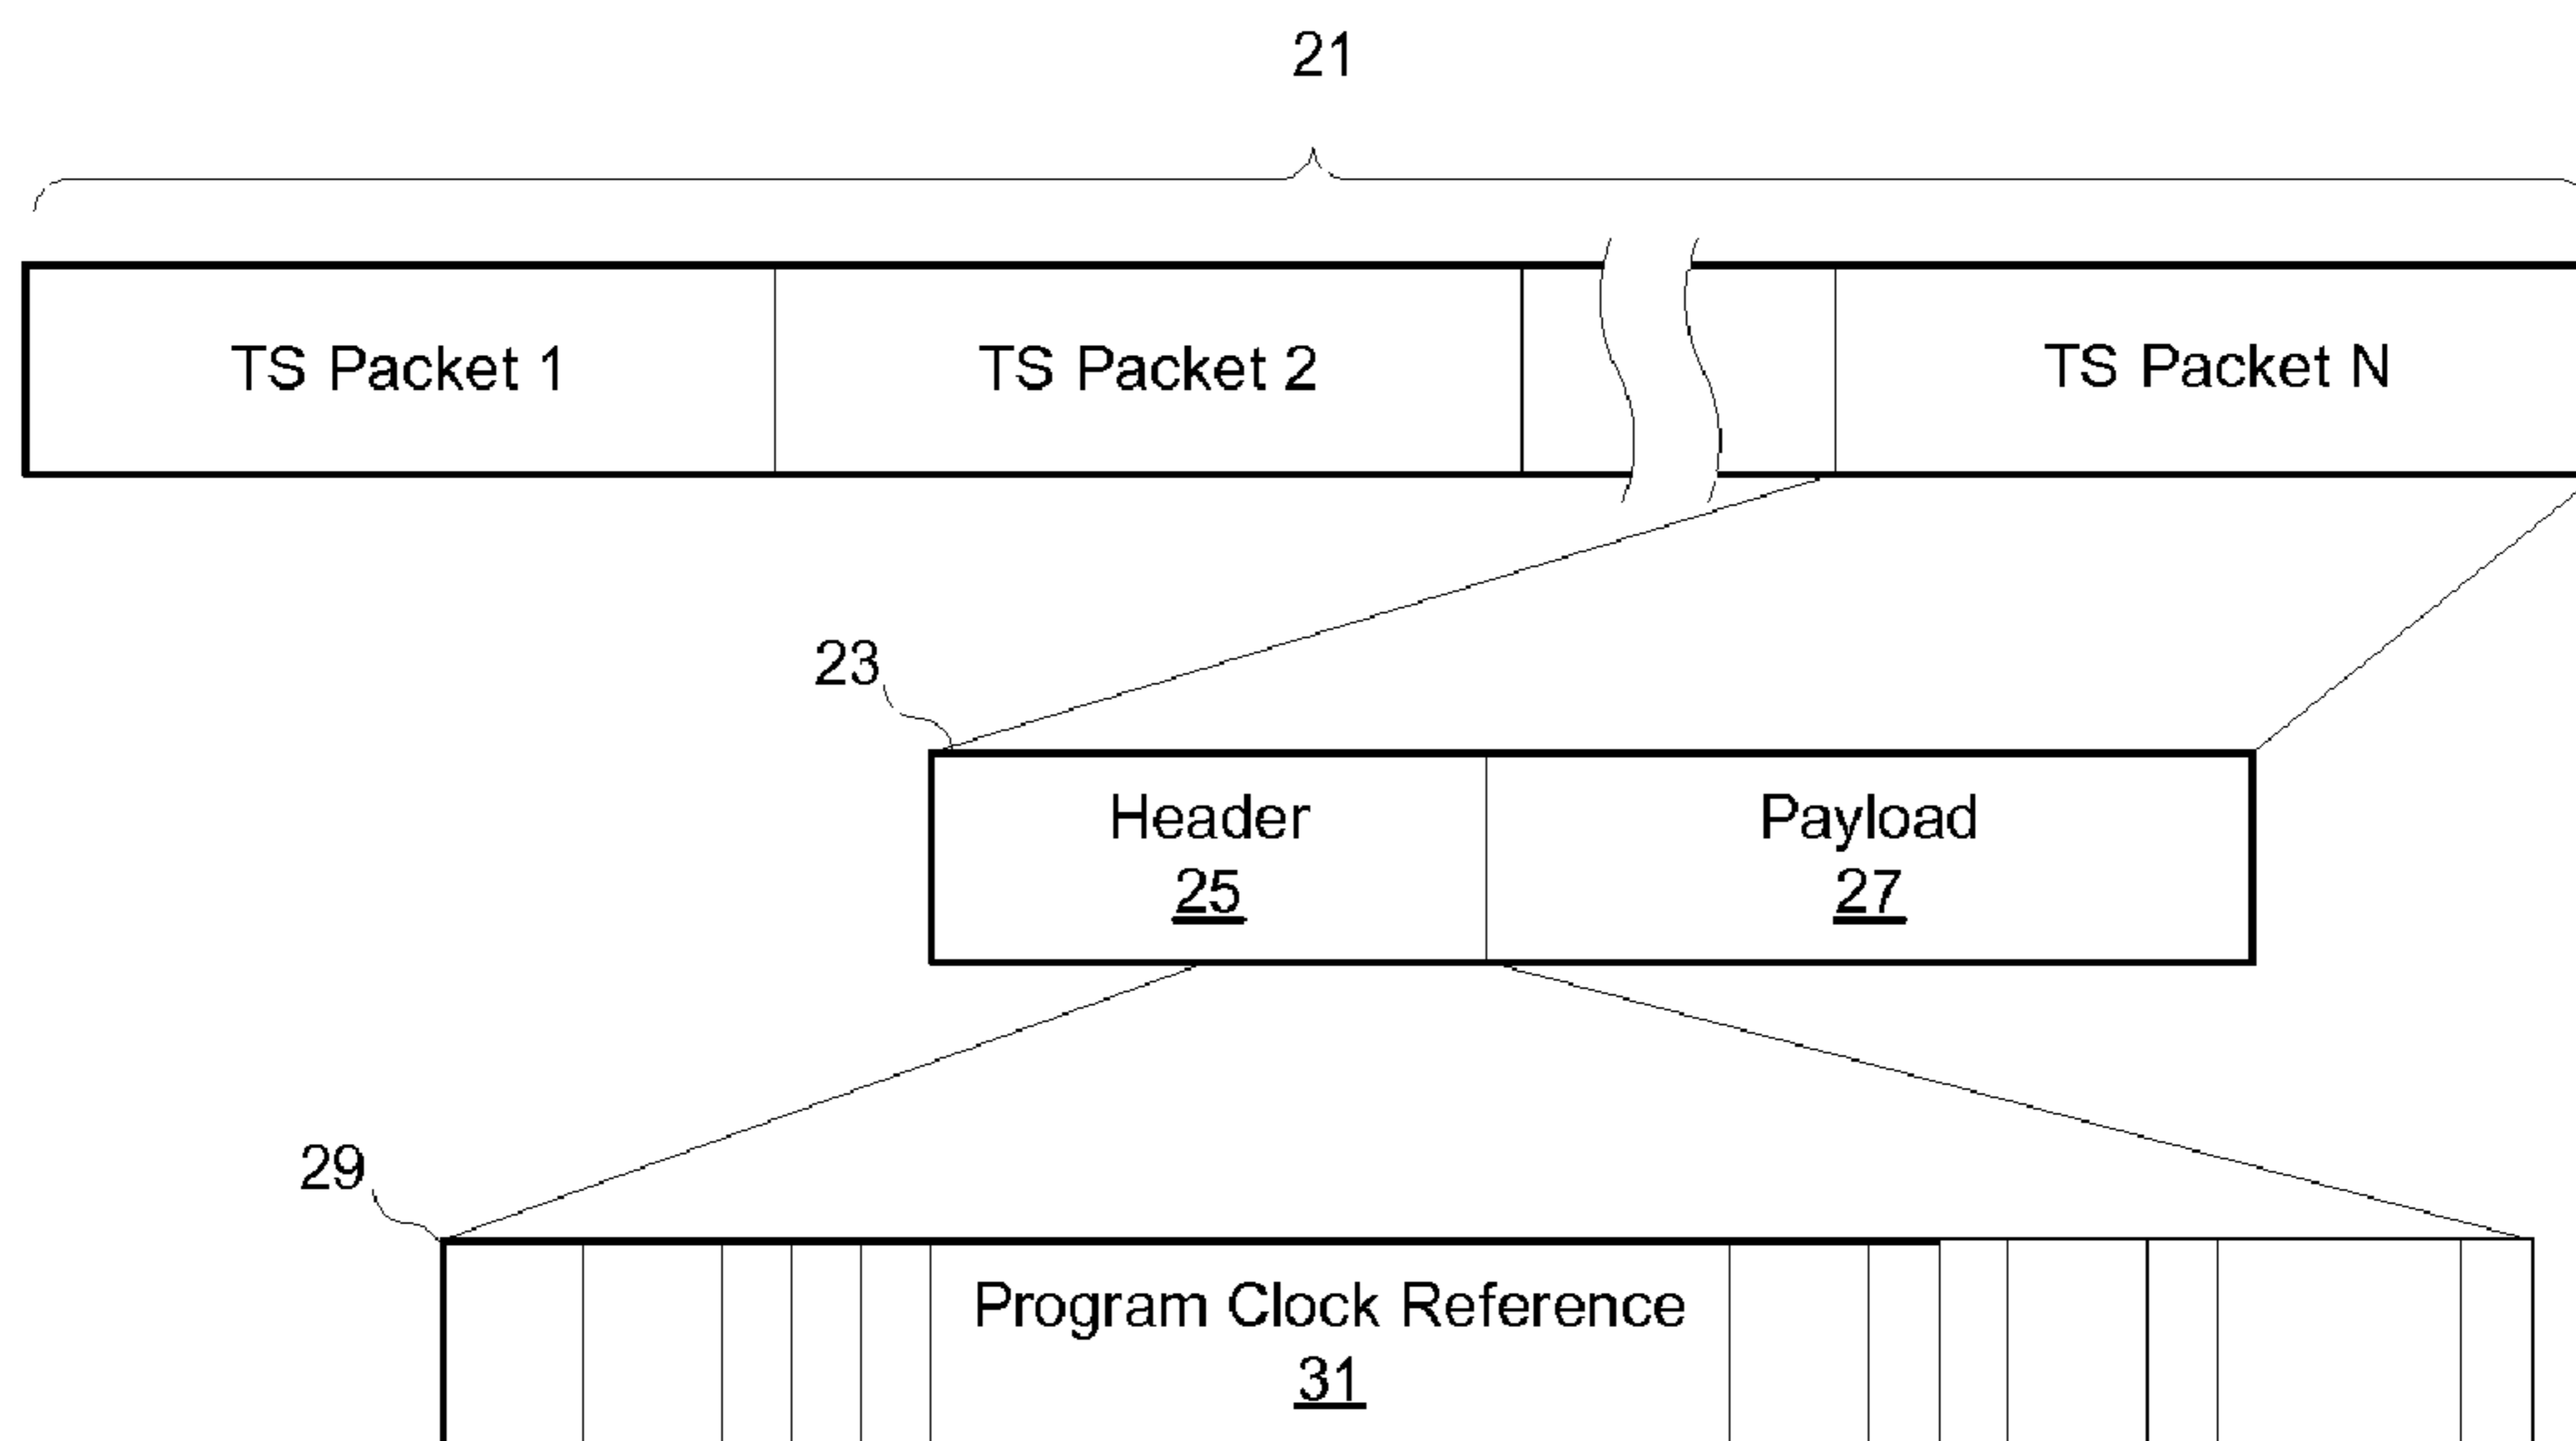 21
TS Packet 1
TS Packet 2
TS Packet N
23
Header
25
Payload
27
29
Program Clock Reference
31